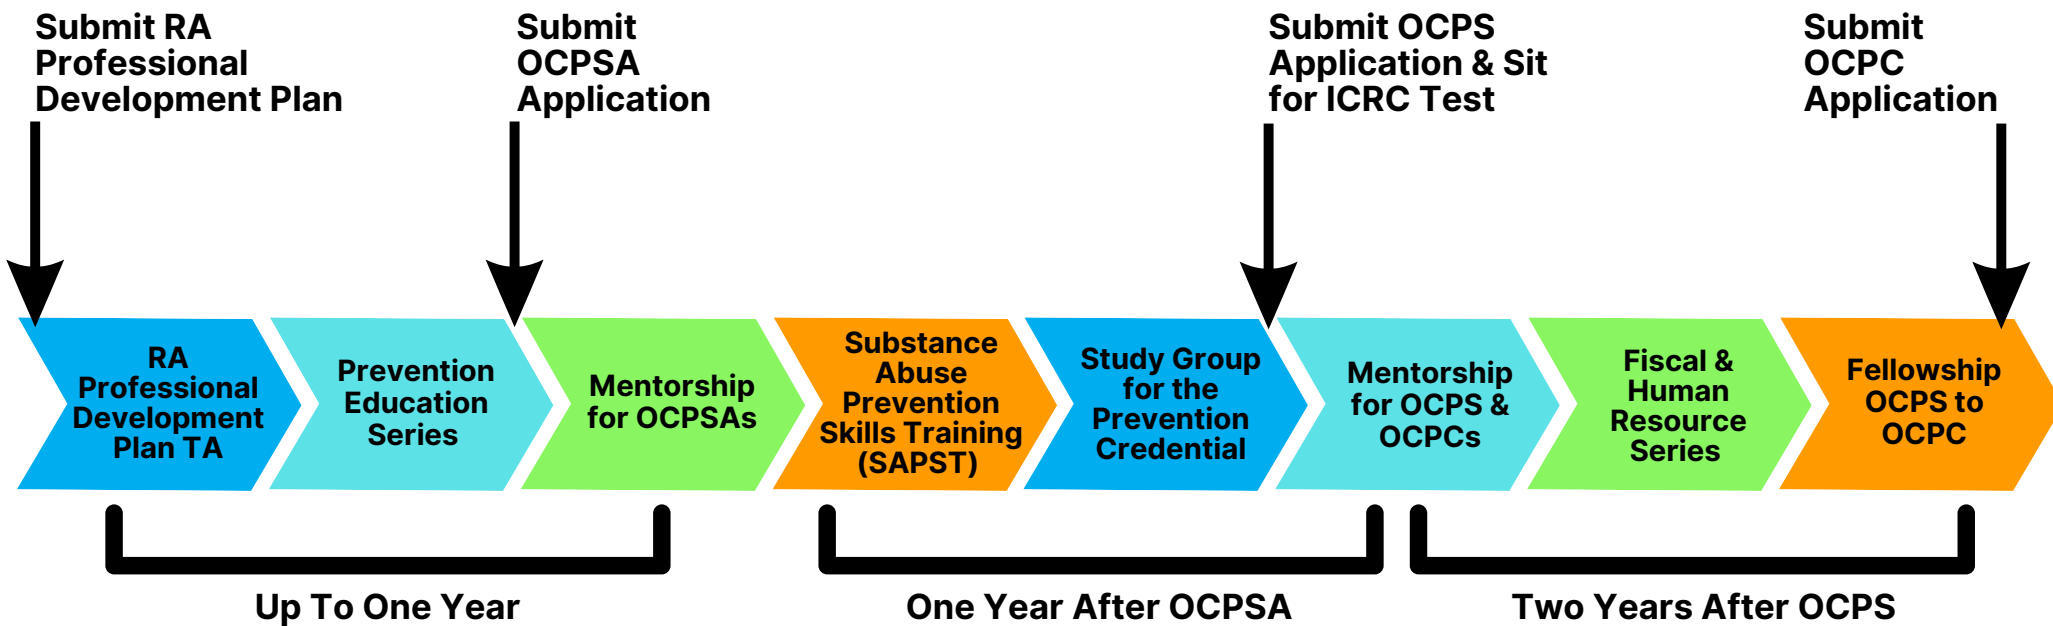 Submit RA
Professional
Development Plan
Submit
OCPSA
Application
Submit OCPS
Application & Sit
for ICRC Test
Submit
OCPC
Application
RA
Professional
Development
Plan TA
Prevention
Education
Series
Mentorship
for OCPSAs
Substance
Abuse
Prevention
Skills Training
(SAPST)
Study Group
for the
Prevention
Credential
Mentorship
for OCPS &
OCPCs
Fiscal &
Human
Resource
Series
Fellowship
OCPS to
OCPC
Up To One Year
One Year After OCPSA
Two Years After OCPS